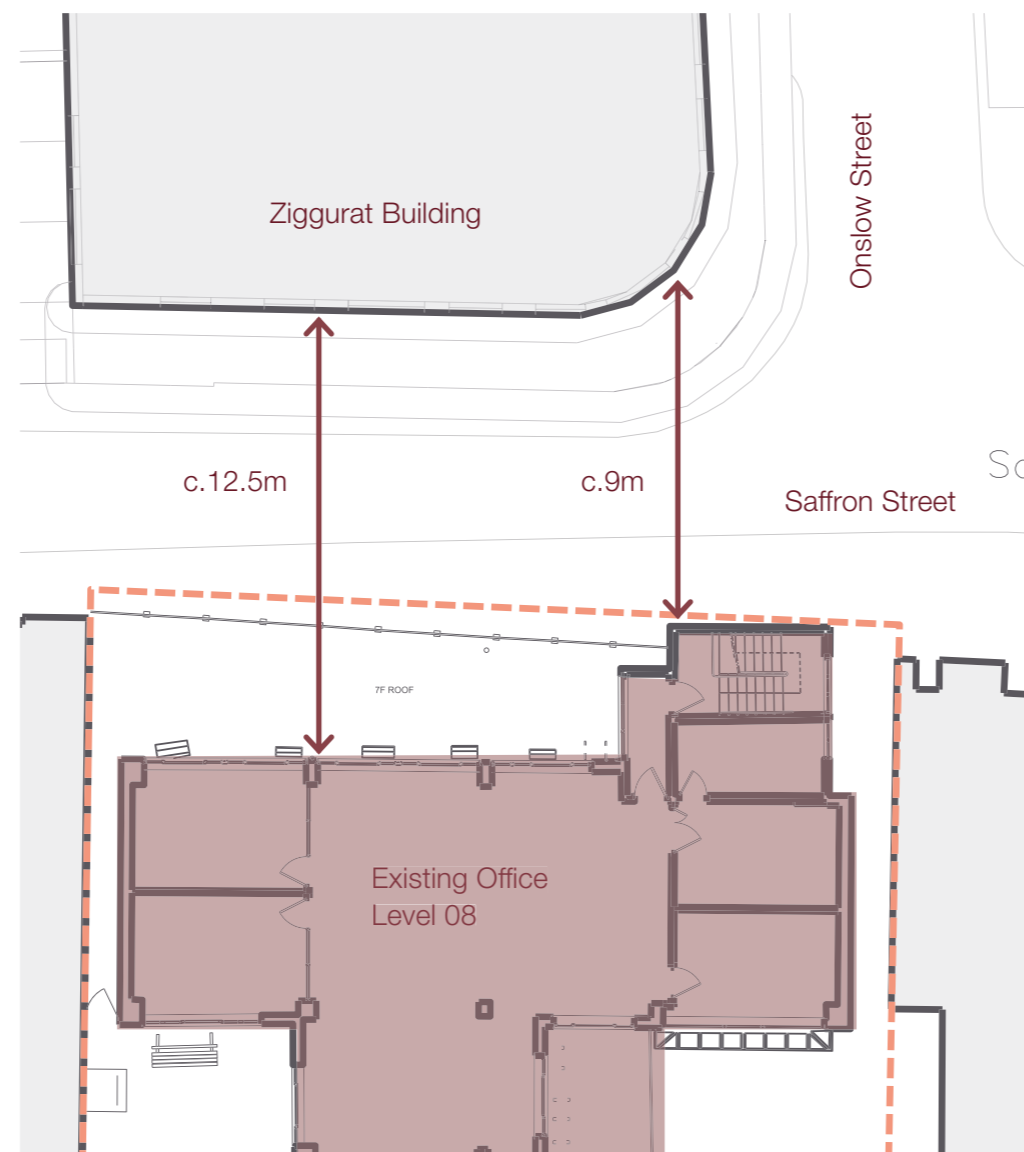 Onslow Street
Ziggurat Building
c.12.5m
c.9m
Saffron Street
7F ROOF
Existing Office
Level 08